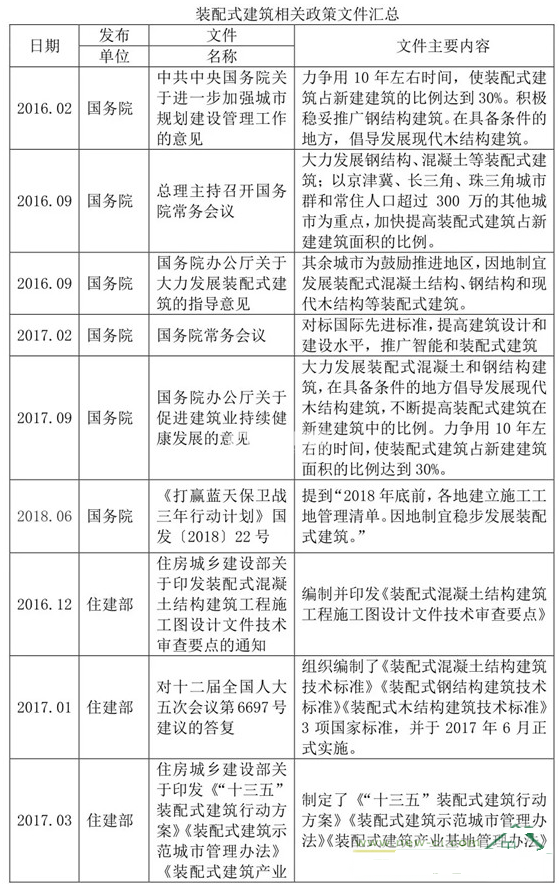 装配式建筑相关政策文件汇总
日期
发布
单位
文件
名称
文件主要内容
2016.02
国务院
中共中央国务院关
于进一步加强城市
规划建设管理工作
的意见
力争用 10 年左右时间，使装配式建
筑占新建建筑的比例达到 30%。积极
稳妥推广钢结构建筑。在具备条件的
地方，倡导发展现代木结构建筑。
2016.09
国务院
总理主持召开国务
院常务会议
大力发展钢结构、混凝土等装配式建
筑；以京津冀、长三角、珠三角城市
群和常住人口超过 300 万的其他城
市为重点，加快提高装配式建筑占新
建建筑面积的比例。
2016.09
国务院
国务院办公厅关于
大力发展装配式建
筑的指导意见
其余城市为鼓励推进地区，因地制宜
发展装配式混凝土结构、钢结构和现
代木结构等装配式建筑。
2017.02
国务院
国务院常务会议
对标国际先进标准，提高建筑设计和
建设水平，推广智能和装配式建筑
2017.09
国务院
国务院办公厅关于
促进建筑业持续健
康发展的意见
大力发展装配式混凝土和钢结构建
筑，在具备条件的地方倡导发展现代
木结构建筑，不断提高装配式建筑在
新建建筑中的比例。力争用 10 年左
右的时间，使装配式建筑占新建建筑
面积的比例达到 30%。
2018.06
国务院
《打赢蓝天保卫战
三年行动计划》国
发〔2018〕22 号
提到“2018 年底前，各地建立施工工
地管理清单。因地制宜稳步发展装配
式建筑。”
2016.12
住建部
住房城乡建设部关
于印发装配式混凝
土结构建筑工程施
工图设计文件技术
审查要点的通知
编制并印发《装配式混凝土结构建筑
工程施工图设计文件技术审查要点》
2017.01
住建部
对十二届全国人大
五次会议第 6697 号
建议的答复
组织编制了《装配式混凝土结构建筑
技术标准》《装配式钢结构建筑技术标
准》《装配式木结构建筑技术标准》
3 项国家标准，并于 2017 年 6 月正
式实施。
2017.03
住建部
住房城乡建设部关
于印发《“十三五”
装配式建筑行动方
案》《装配式建筑示
范城市管理办法》
《装配式建筑产业
制定了《“十三五”装配式建筑行动
方案》《装配式建筑示范城市管理办
法》《装配式建筑产业基地管理办法》